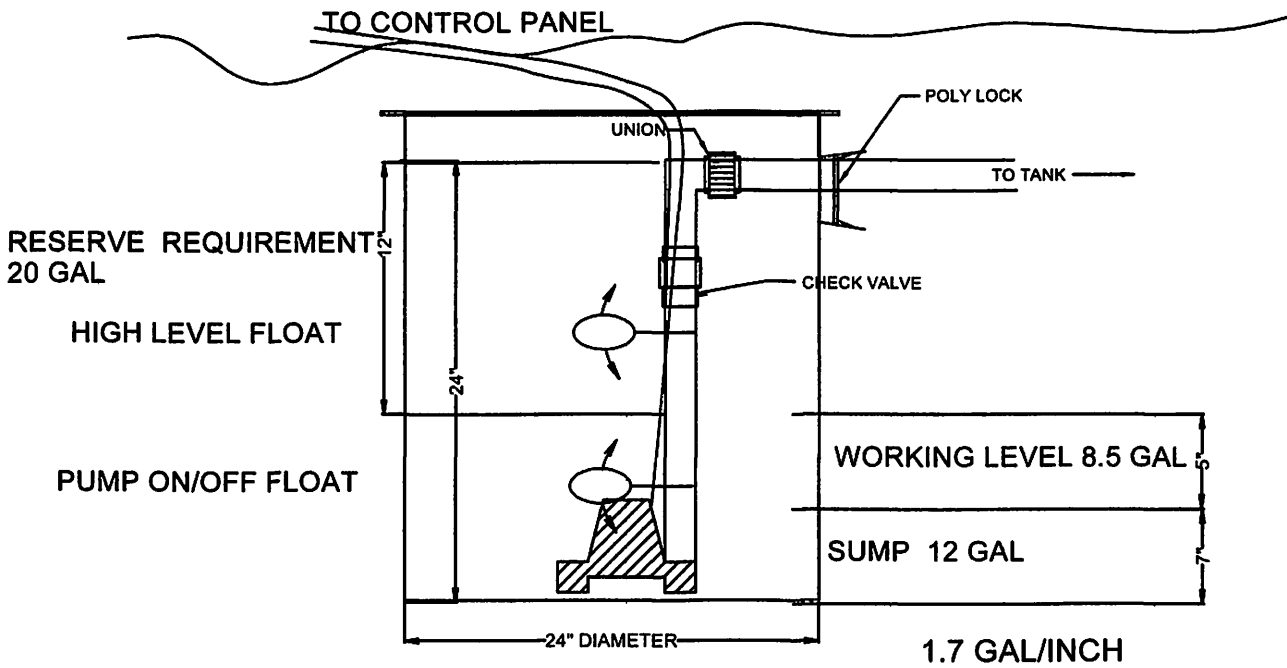 TO CONTROL PANEL
POLY LOCK
UNION
TO TANK
RESERVE REQUIREMENT
20 GAL
12"
CHECK VALVE
HIGH LEVEL FLOAT
24"
WORKING LEVEL 8.5 GAL
5"
PUMP ON/OFF FLOAT
SUMP 12 GAL
7"
24" DIAMETER
1.7 GAL/INCH